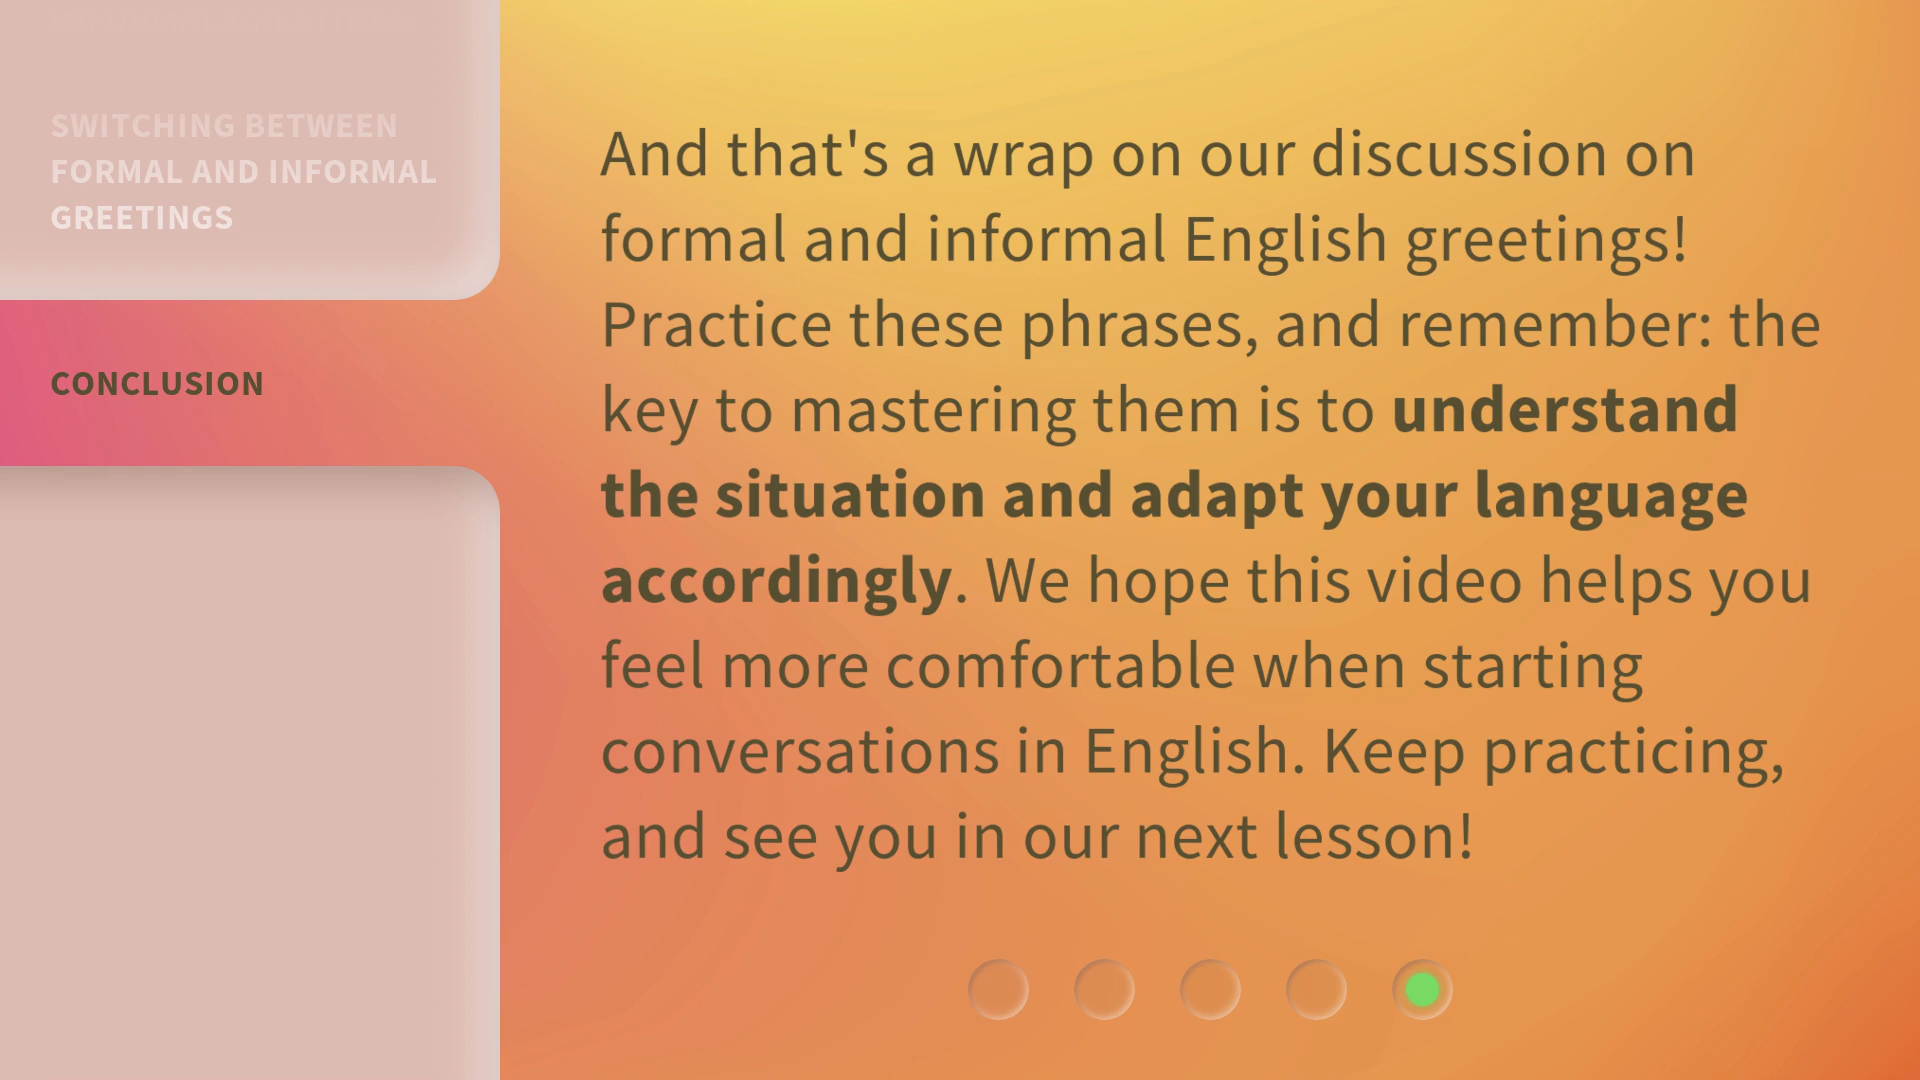 SWITCHING BETWEEN
FORMAL AND INFORMAL
GREETINGS
CONCLUSION
And that's a wrap on our discussion on
formal and informal English greetings!
Practice these phrases, and remember: the
key to mastering them is to understand
the situation and adapt your language
accordingly. We hope this video helps you
feel more comfortable when starting
conversations in English. Keep practicing,
and see you in our next lesson!